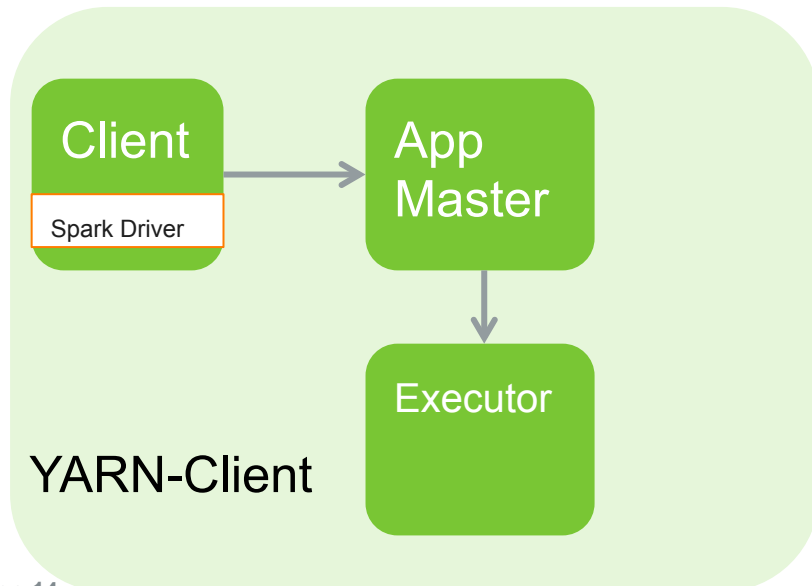 Client
Spark Driver
App
Master
Executor
YARN-Client